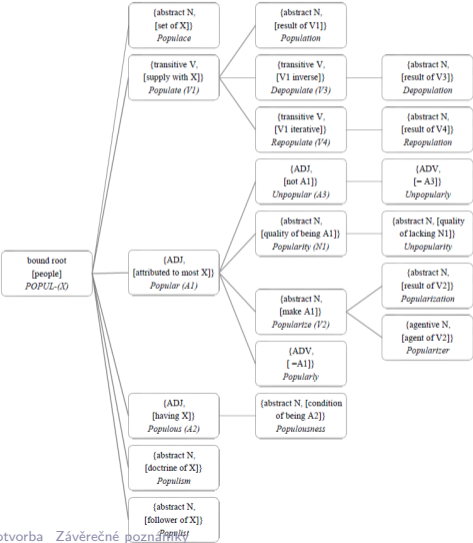 {abstract N,
[set of X]}
Populace
{transitive V,
[supply with X]}
Populate (V1)
{abstract N,
[result of V1]}
Population
{transitive V,
[V1 inverse]}
Depopulate (V3)
{abstract N,
[result of V3]}
Depopulation
{transitive V,
[V1 iterative]}
Repopulate (V4)
{abstract N,
[result of V4]}
Repopulation
bound root
[people]
POPUL-(X)
{ADJ,
[attributed to most X]}
Popular (A1)
{ADJ,
[not A1]}
Unpopular (A3)
{ADV,
[= A3]}
Unpopularly
{abstract N,
[quality of being A1]}
Popularity (N1)
{abstract N, [quality
of lacking N1]}
Unpopularity
{abstract N,
[make A1]}
Popularize (V2)
{abstract N,
[result of V2]}
Popularization
{agentive N,
[agent of V2]}
Popularizer
{ADV,
[ =A1]}
Popularly
{ADJ,
[having X]}
Populous (A2)
{abstract N, [condition
of being A2]}
Populousness
{abstract N,
[doctrine of X]}
Populism
{abstract N,
[follower of X]}
Populist
otvorba Závěrečné poznámky